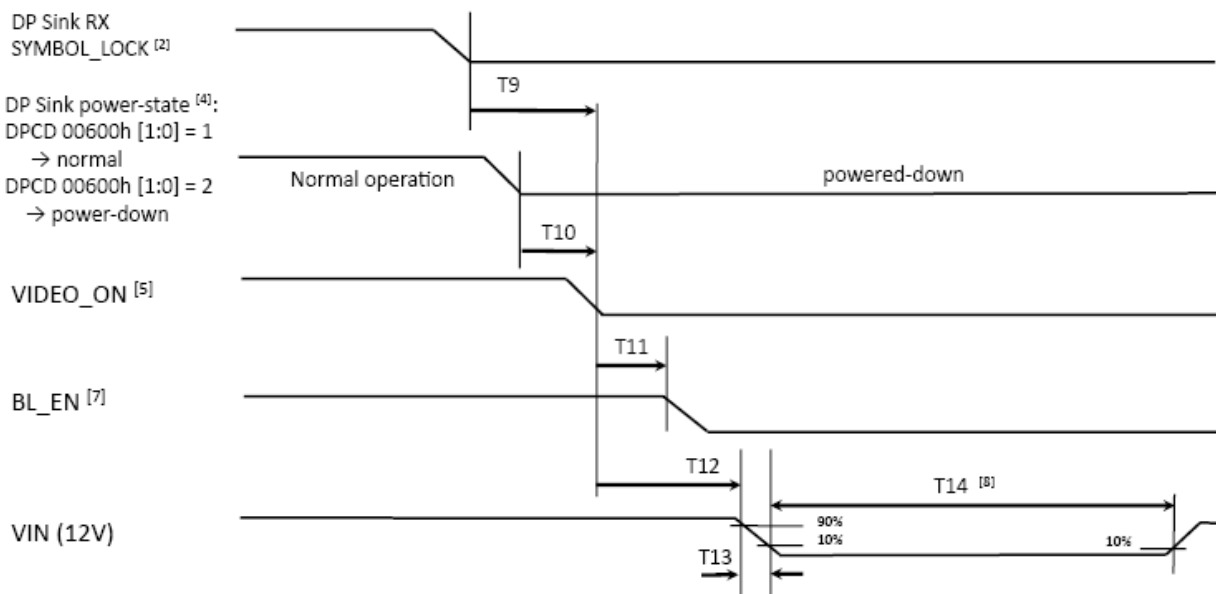 DP Sink RX
SYMBOL_LOCK [2]
T9
DP Sink power-state [4]:
DPCD 00600h [1:0] = 1
→ normal
DPCD 00600h [1:0] = 2
→ power-down
Normal operation
powered-down
T10
VIDEO_ON [5]
T11
BL_EN [7]
T12
T14 [8]
VIN (12V)
90%
10%
10%
T13